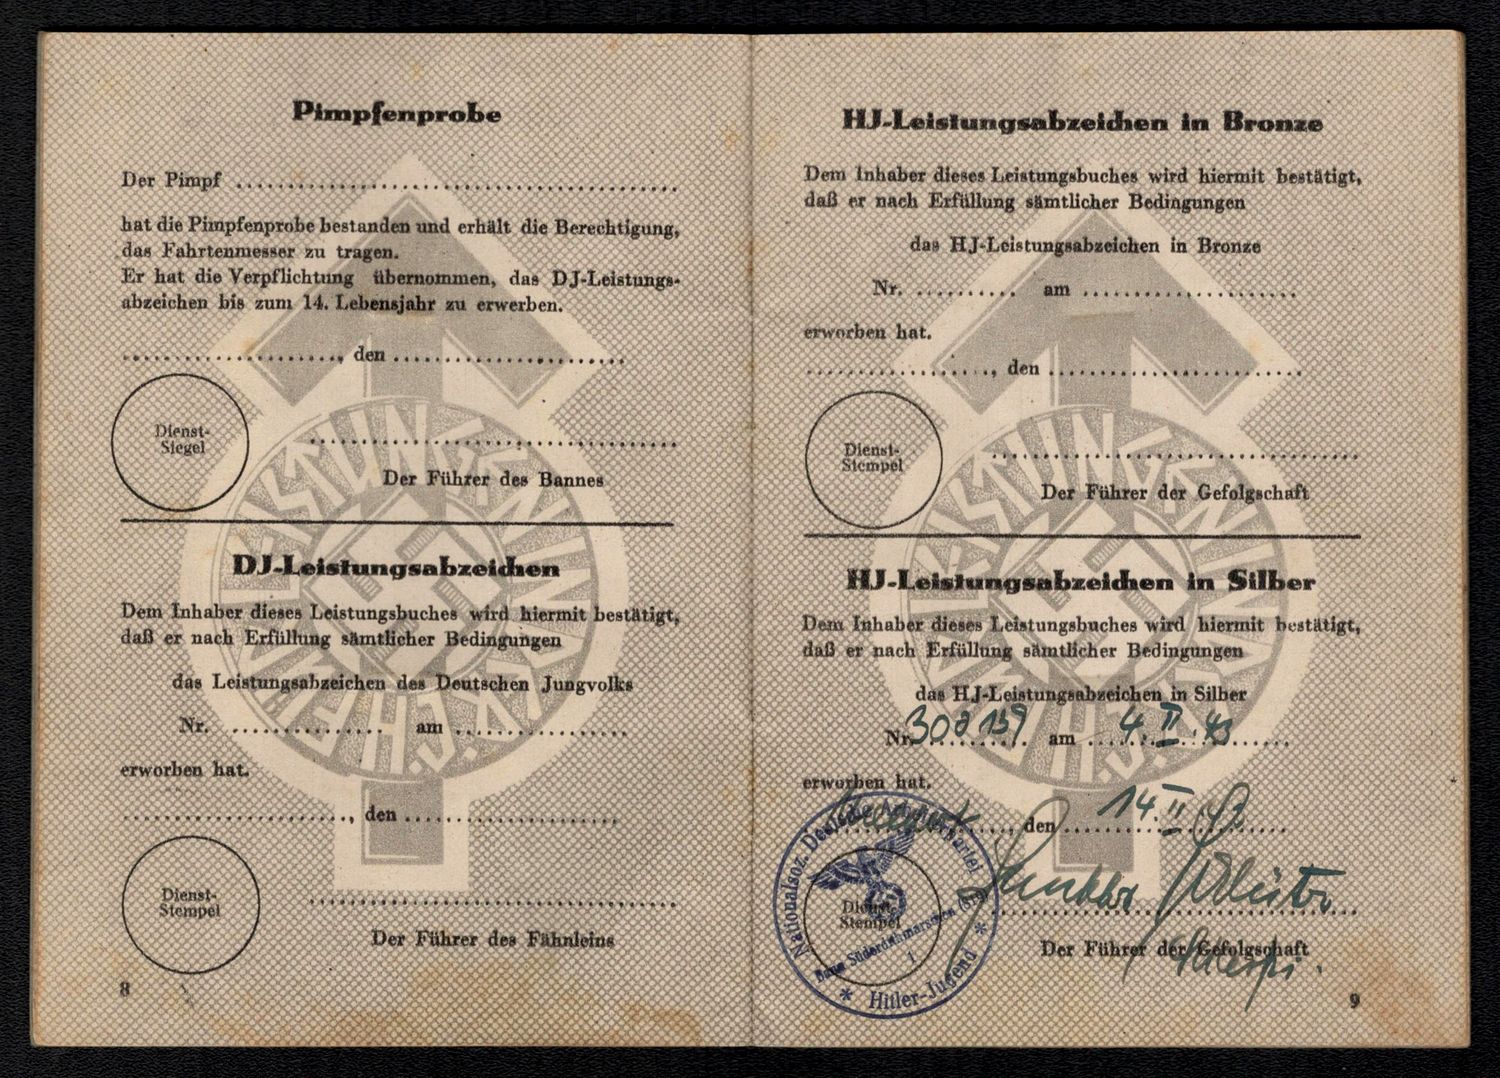 Pimpfenprobe
Der Pimpf
hat die Pimpfenprobe bestanden und erhält die Berechtigung,
das Fahrtenmesser zu tragen.
Er hat die Verpflichtung übernommen, das DJ-Leistungs-
abzeichen bis zum 14. Lebensjahr zu erwerben.
, den
Dienst-
Siegel
Der Führer des Bannes
DJ-Leistungsabzeichen
Dem Inhaber dieses Leistungsbuches wird hiermit bestätigt,
daß er nach Erfüllung sämtlicher Bedingungen
das Leistungsabzeichen des Deutschen Jungvolks
Nr. am
erworben hat.
, den
Dienst-
Stempel
Der Führer des Fähnleins
8
HJ-Leistungsabzeichen in Bronze
Dem Inhaber dieses Leistungsbuches wird hiermit bestätigt,
daß er nach Erfüllung sämtlicher Bedingungen
das HJ-Leistungsabzeichen in Bronze
Nr. am
erworben hat.
, den
Dienst-
Stempel
Der Führer der Gefolgschaft
HJ-Leistungsabzeichen in Silber
Dem Inhaber dieses Leistungsbuches wird hiermit bestätigt,
daß er nach Erfüllung sämtlicher Bedingungen
das HJ-Leistungsabzeichen in Silber
Nr. am 4. II. 43
erworben hat.
, den 14. II
Dienst-
Stempel
Nationalsoz. Deutsche Arbeiterpartei
Bann Süderdithmarschen
1
* Hitler-Jugend *
Der Führer der Gefolgschaft
9